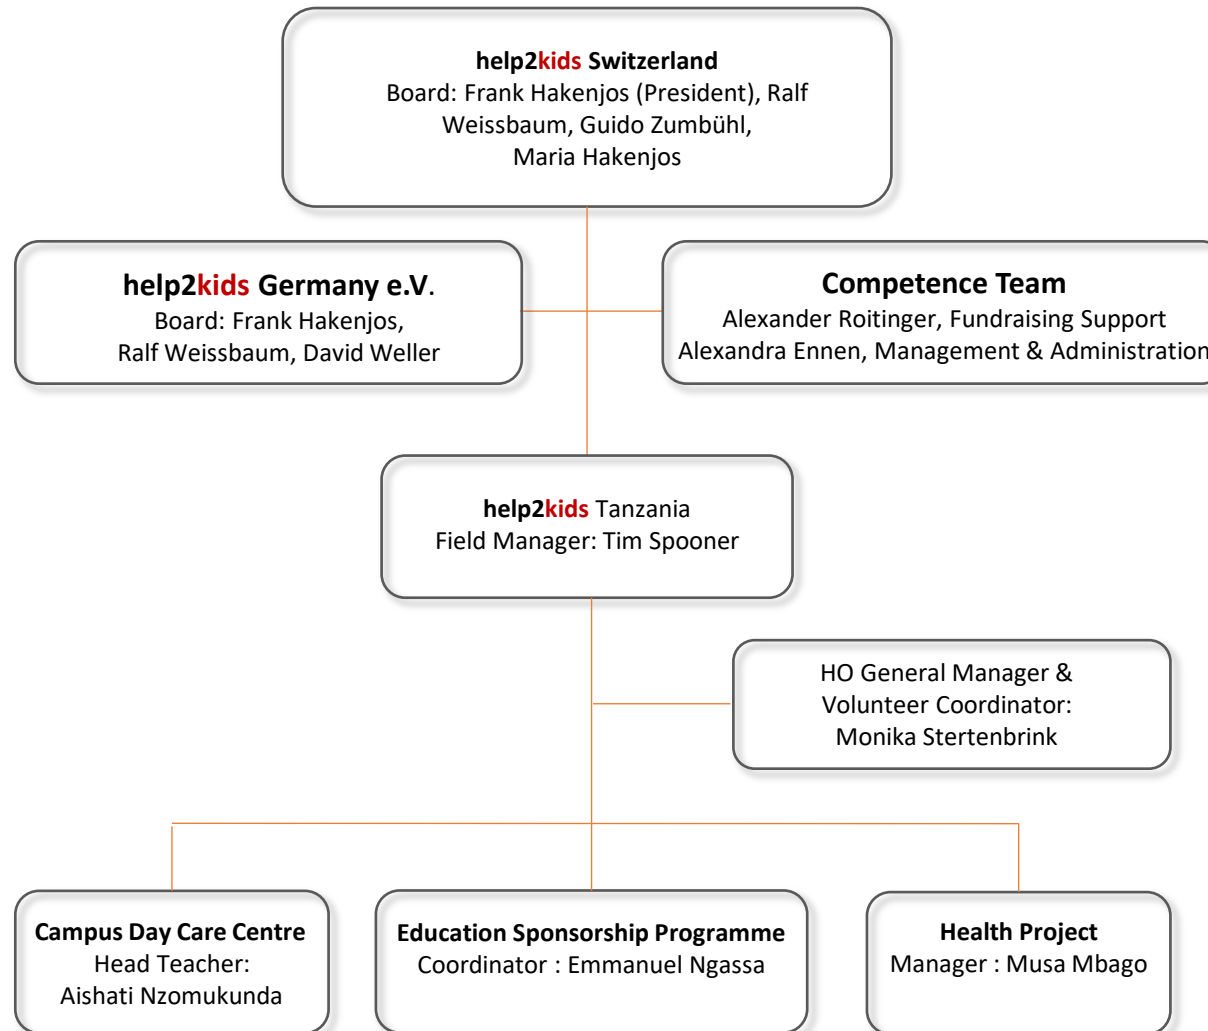 help2kids Switzerland
Board: Frank Hakenjos (President), Ralf
Weissbaum, Guido Zumbühl,
Maria Hakenjos
help2kids Germany e.V.
Board: Frank Hakenjos,
Ralf Weissbaum, David Weller
Competence Team
Alexander Roitinger, Fundraising Support
Alexandra Ennen, Management & Administration
help2kids Tanzania
Field Manager: Tim Spooner
HO General Manager &
Volunteer Coordinator:
Monika Stertenbrink
Campus Day Care Centre
Head Teacher:
Aishati Nzomukunda
Education Sponsorship Programme
Coordinator : Emmanuel Ngassa
Health Project
Manager : Musa Mbago